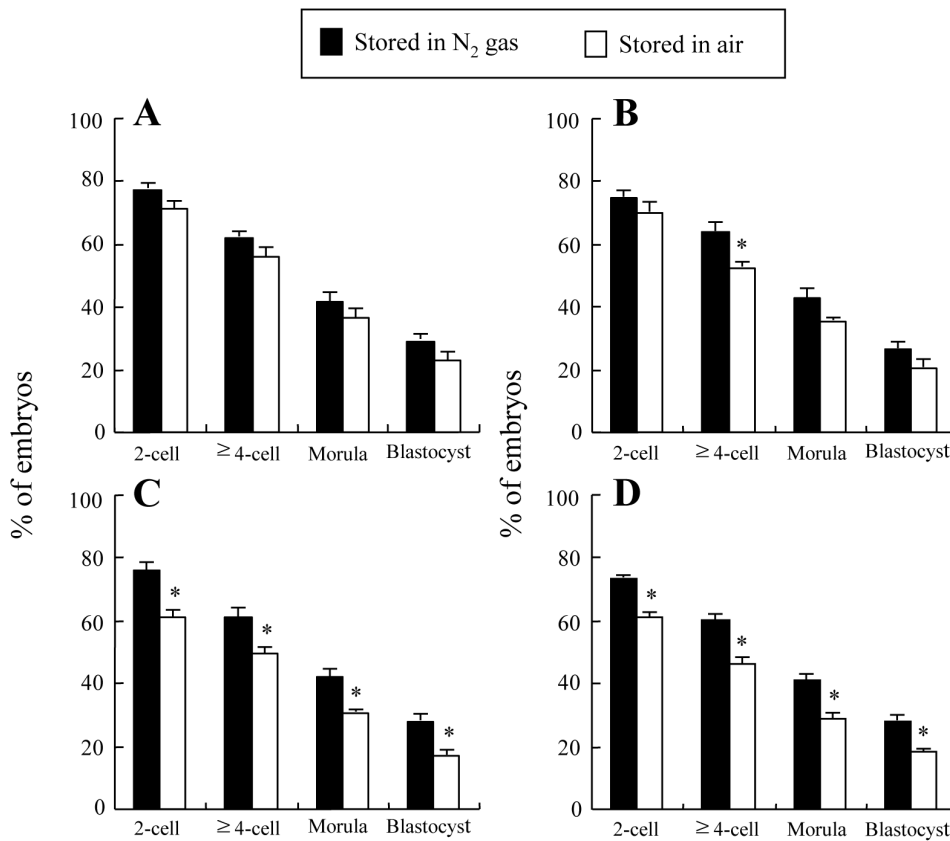 Stored in N₂ gas
Stored in air
% of embryos
A
100
80
60
40
20
0
2-cell
≥ 4-cell
Morula
Blastocyst
% of embryos
B
100
80
60
40
20
0
2-cell
≥ 4-cell
Morula
Blastocyst
*
C
100
80
60
40
20
0
2-cell
≥ 4-cell
Morula
Blastocyst
*
*
*
*
D
100
80
60
40
20
0
2-cell
≥ 4-cell
Morula
Blastocyst
*
*
*
*